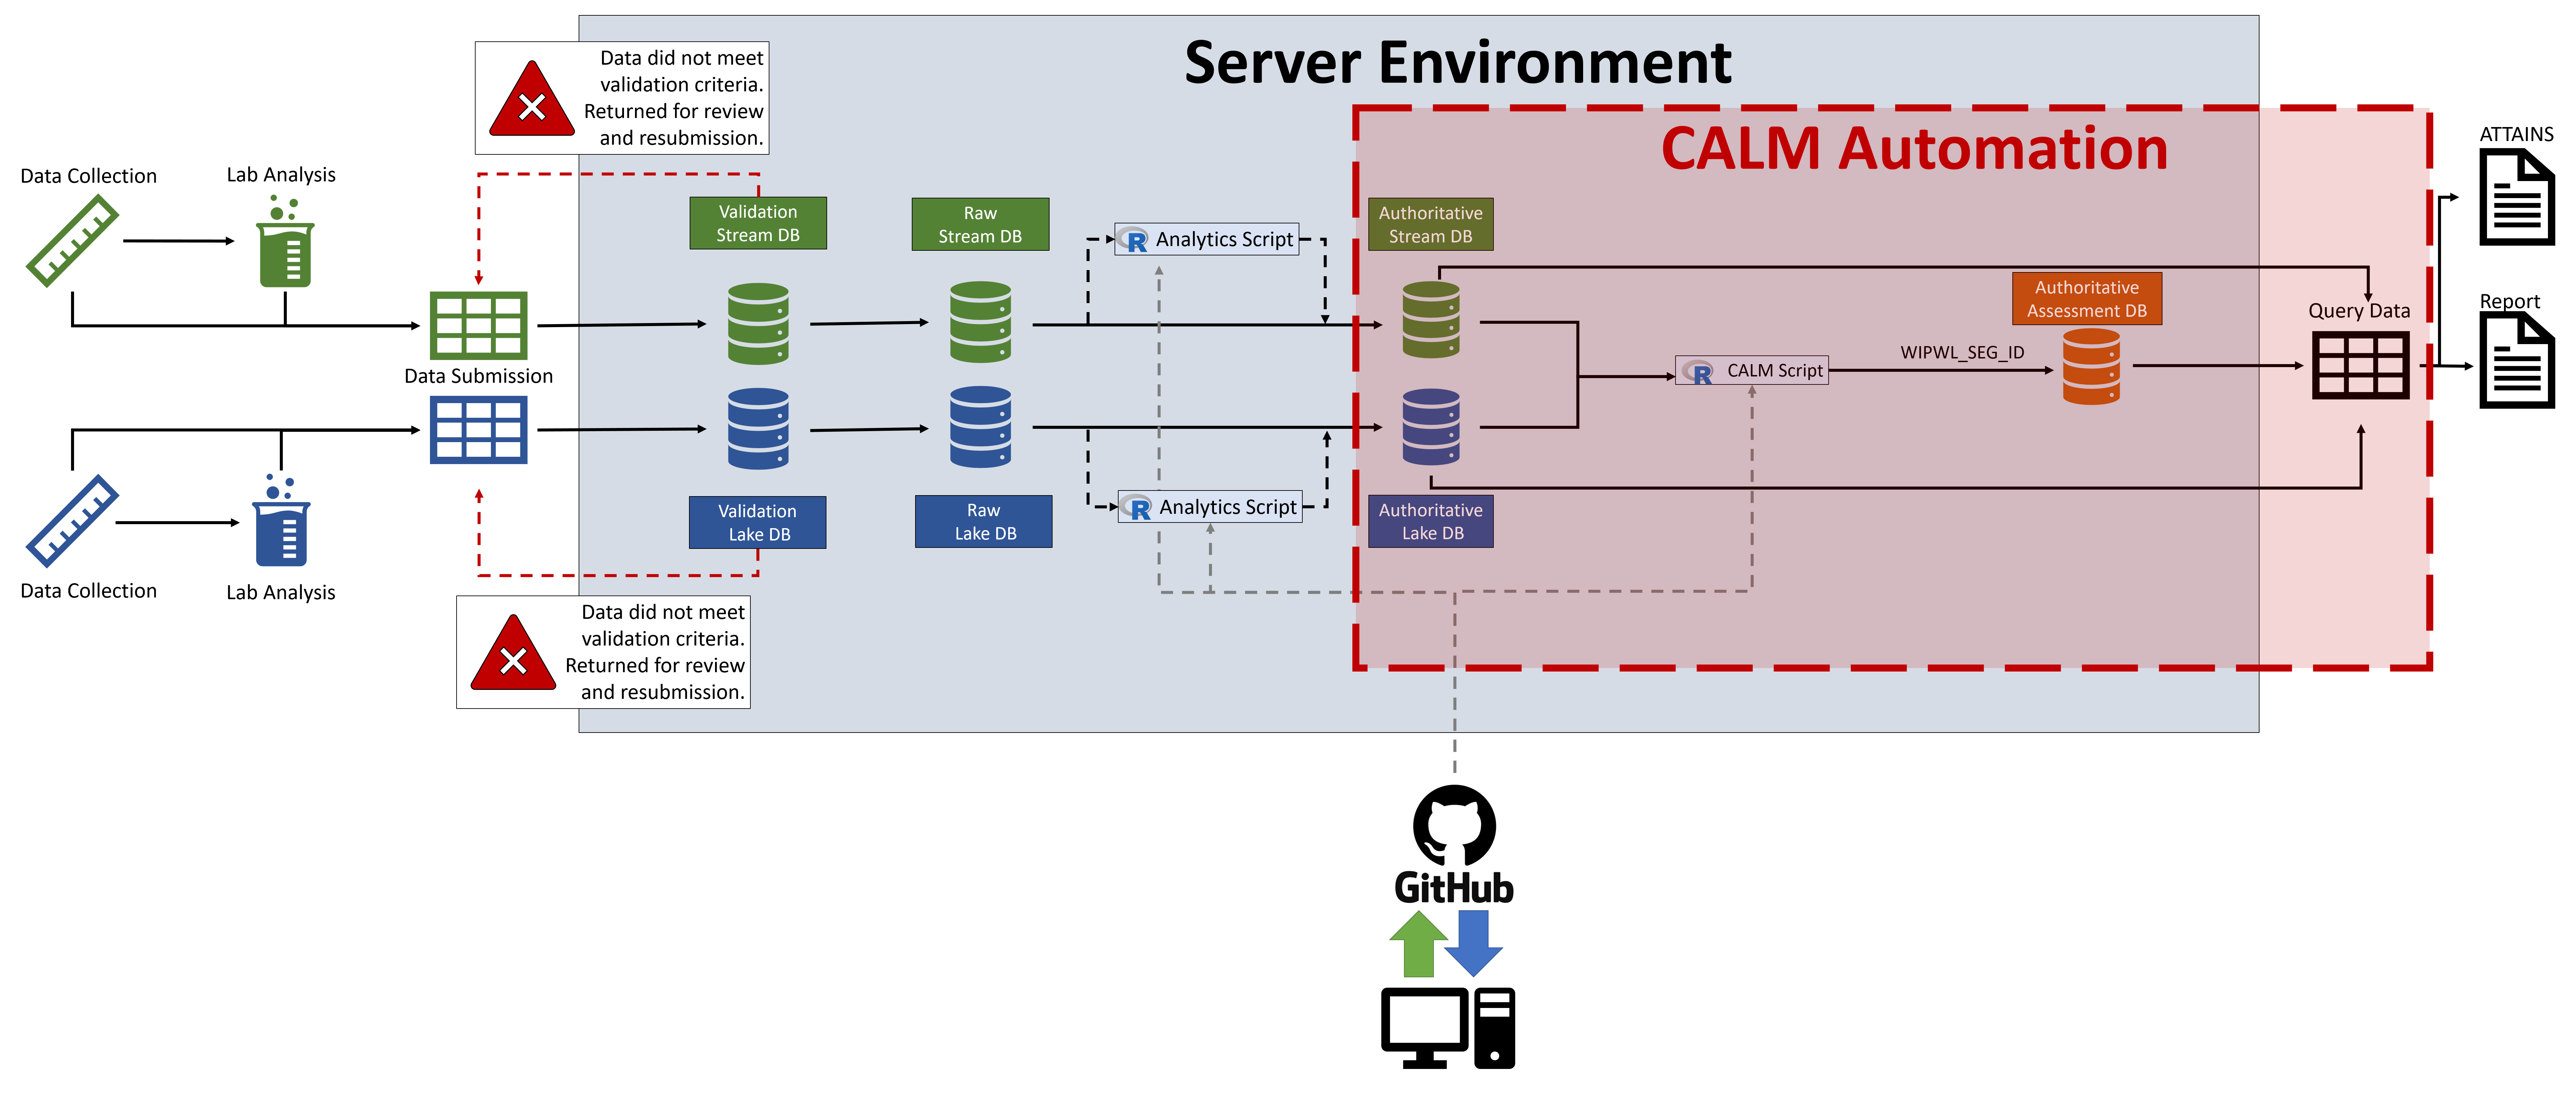 Server Environment
Data did not meet
validation criteria.
Returned for review
and resubmission.
CALM Automation
ATTAINS
Data Collection
Lab Analysis
Validation
Stream DB
Raw
Stream DB
R Analytics Script
Authoritative
Stream DB
Authoritative
Assessment DB
Query Data
Report
Data Submission
WIPWL_SEG_ID
R CALM Script
Validation
Lake DB
Raw
Lake DB
R Analytics Script
Authoritative
Lake DB
Data Collection
Lab Analysis
Data did not meet
validation criteria.
Returned for review
and resubmission.
GitHub